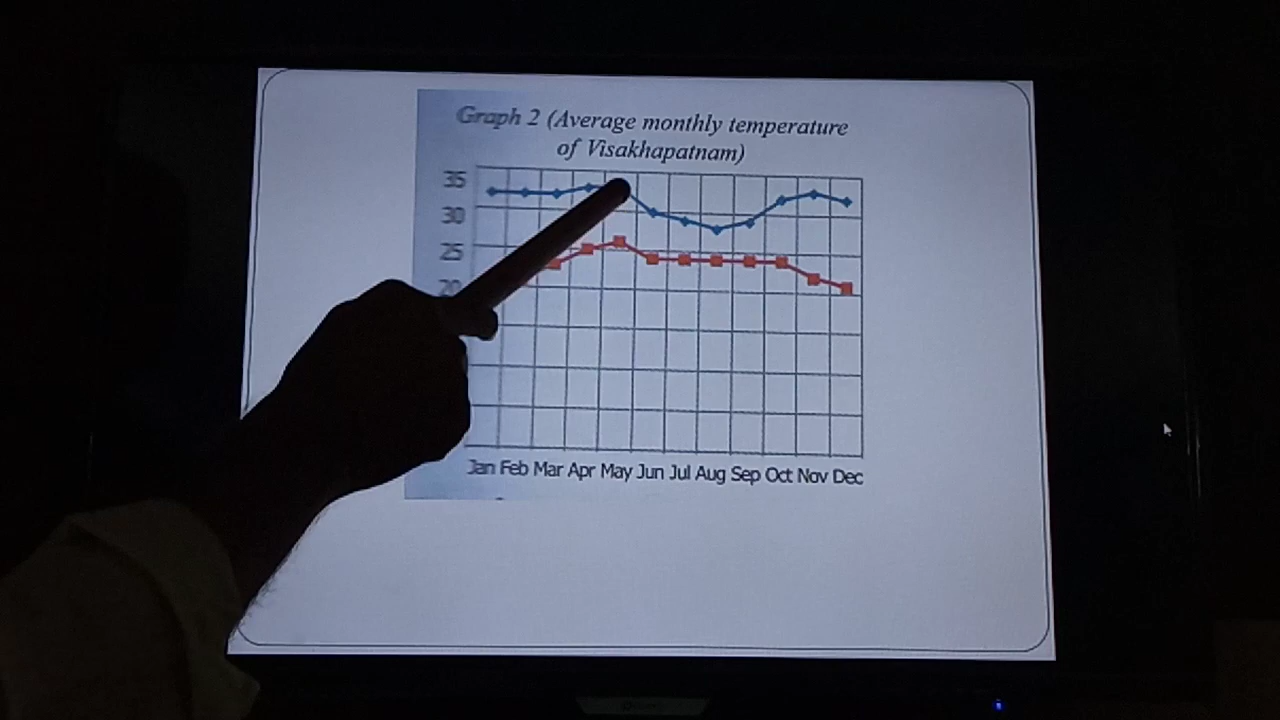 Graph 2 (Average monthly temperature
of Visakhapatnam)
35
30
25
20
Jan Feb Mar Apr May Jun Jul Aug Sep Oct Nov Dec